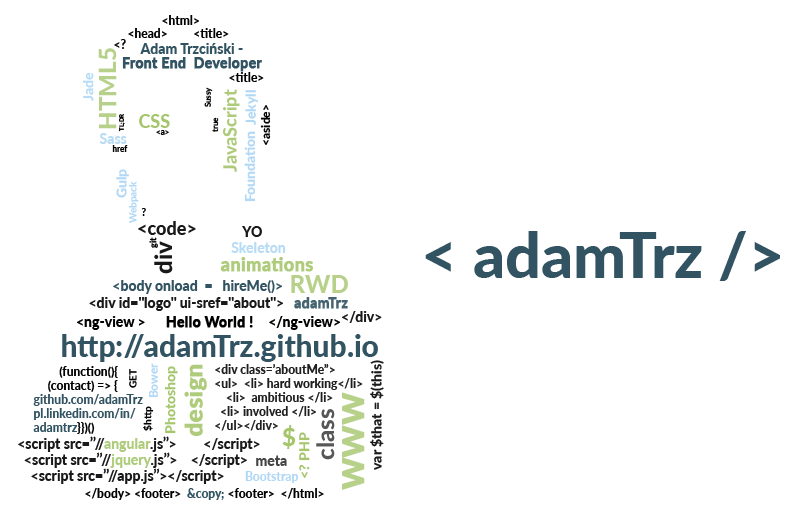 <html>
<head> <title>
<?
Adam Trzciński -
Front End Developer
<title>
Jade
HTML5
TL;DR
CSS
<a>
Sass
href
Sussy
true
JavaScript
Foundation Jekyll
<aside>
Gulp
Webpack
?
<code>
YO
git
div
Skeleton
animations
<body onload = hireMe()> RWD
<div id="logo" ui-sref="about"> adamTrz
<ng-view > Hello World ! </ng-view> </div>
http://adamTrz.github.io
(function(){
(contact) => {
github.com/adamTrz
pl.linkedin.com/in/
adamtrz}})()
GET
$http
Bower
Photoshop
design
<div class='aboutMe”>
<ul> <li> hard working</li>
<li> ambitious </li>
<li> involved </li>
</ul></div>
$
<? PHP
class
WWW
var $that = $(this)
<script src=”//angular.js”> </script>
<script src=”//jquery.js”> </script> meta
<script src=”//app.js”></script> Bootstrap
</body> <footer> &copy; <footer> </html>
< adamTrz />